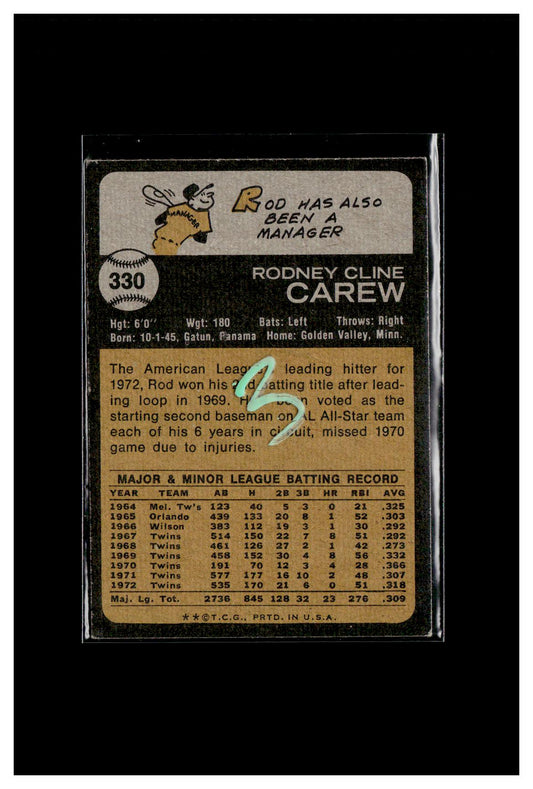 MANAGER
ROD HAS ALSO
BEEN A
MANAGER
330
RODNEY CLINE
CAREW
Hgt: 6'0" Wgt: 180 Bats: Left Throws: Right
Born: 10-1-45, Gatun, Panama Home: Golden Valley, Minn.
The American League's leading hitter for
1972, Rod won his 2nd batting title after lead-
ing loop in 1969. He's been voted as the
starting second baseman on AL All-Star team
each of his 6 years in circuit, missed 1970
game due to injuries.
3
MAJOR & MINOR LEAGUE BATTING RECORD
YEAR TEAM AB H 2B 3B HR RBI AVG
1964 Mel. Tw's 123 40 5 3 0 21 .325
1965 Orlando 439 133 20 8 1 52 .303
1966 Wilson 383 112 19 3 1 30 .292
1967 Twins 514 150 22 7 8 51 .292
1968 Twins 461 126 27 2 1 42 .273
1969 Twins 458 152 30 4 8 56 .332
1970 Twins 191 70 12 3 4 28 .366
1971 Twins 577 177 16 10 2 48 .307
1972 Twins 535 170 21 6 0 51 .318
Maj. Lg. Tot. 2736 845 128 32 23 276 .309
**©T.C.G., PRTD. IN U.S.A.